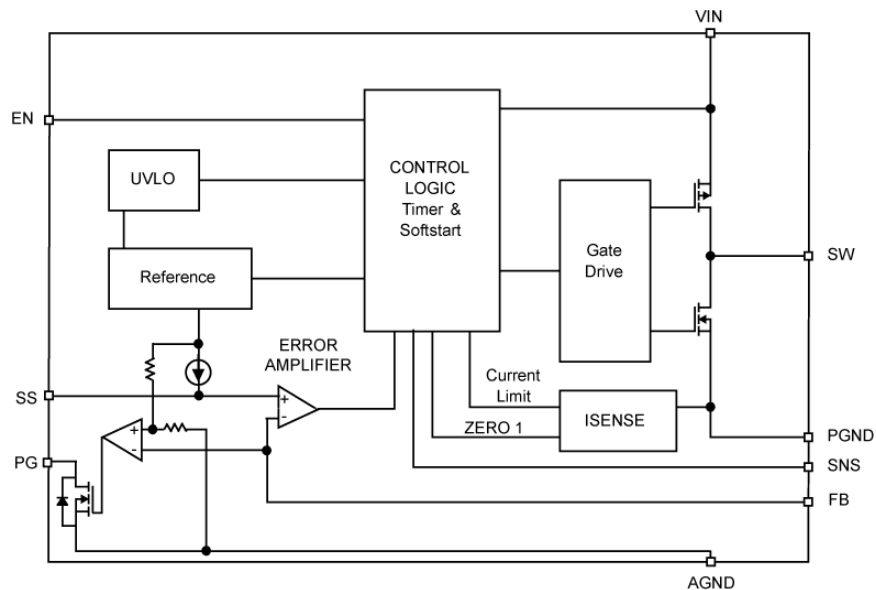 VIN
EN
UVLO
CONTROL
LOGIC
Timer &
Softstart
Gate
Drive
SW
Reference
ERROR
AMPLIFIER
SS
+
-
Current
Limit
ISENSE
ZERO 1
PGND
+
-
PG
SNS
FB
AGND